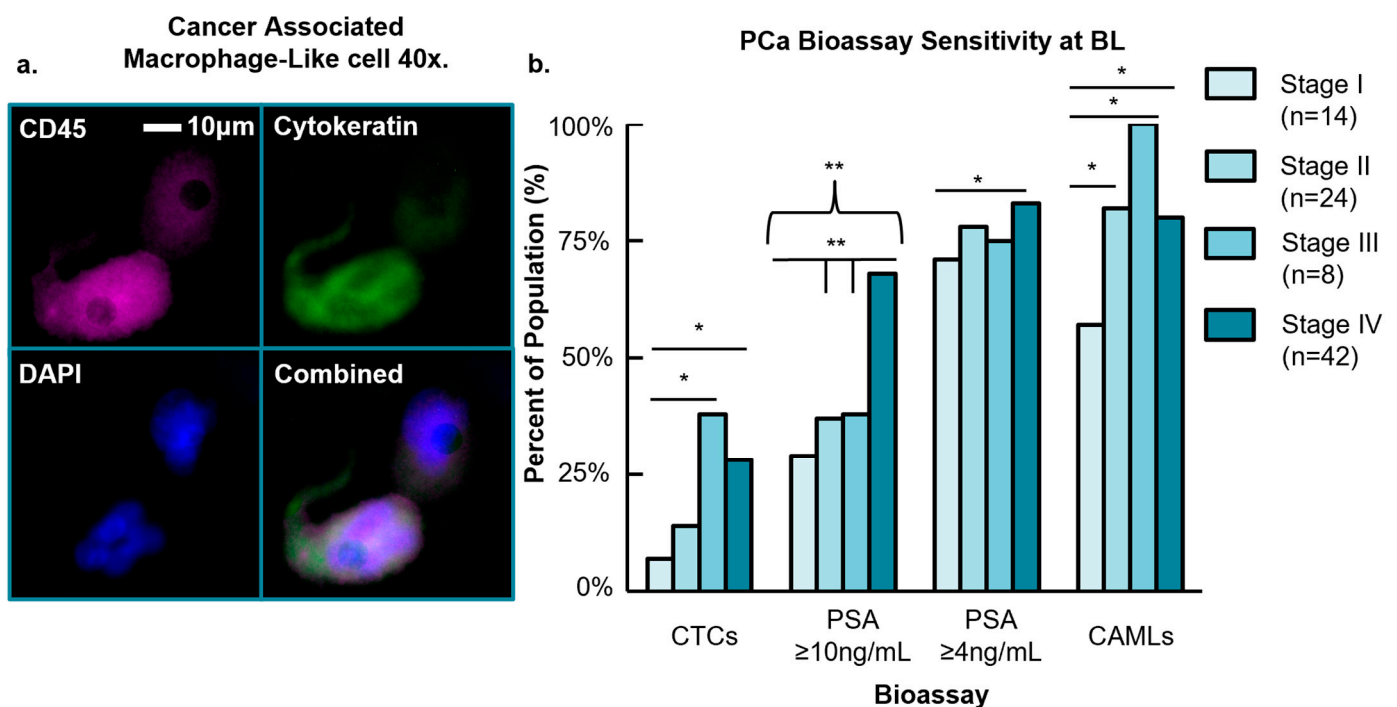 a.
Cancer Associated
Macrophage-Like cell 40x.
CD45
10µm
Cytokeratin
DAPI
Combined
b.
PCa Bioassay Sensitivity at BL
Percent of Population (%)
100%
75%
50%
25%
0%
*
*
**
**
*
*
*
*
CTCs
PSA
≥10ng/mL
PSA
≥4ng/mL
CAMLs
Bioassay
Stage I
(n=14)
Stage II
(n=24)
Stage III
(n=8)
Stage IV
(n=42)